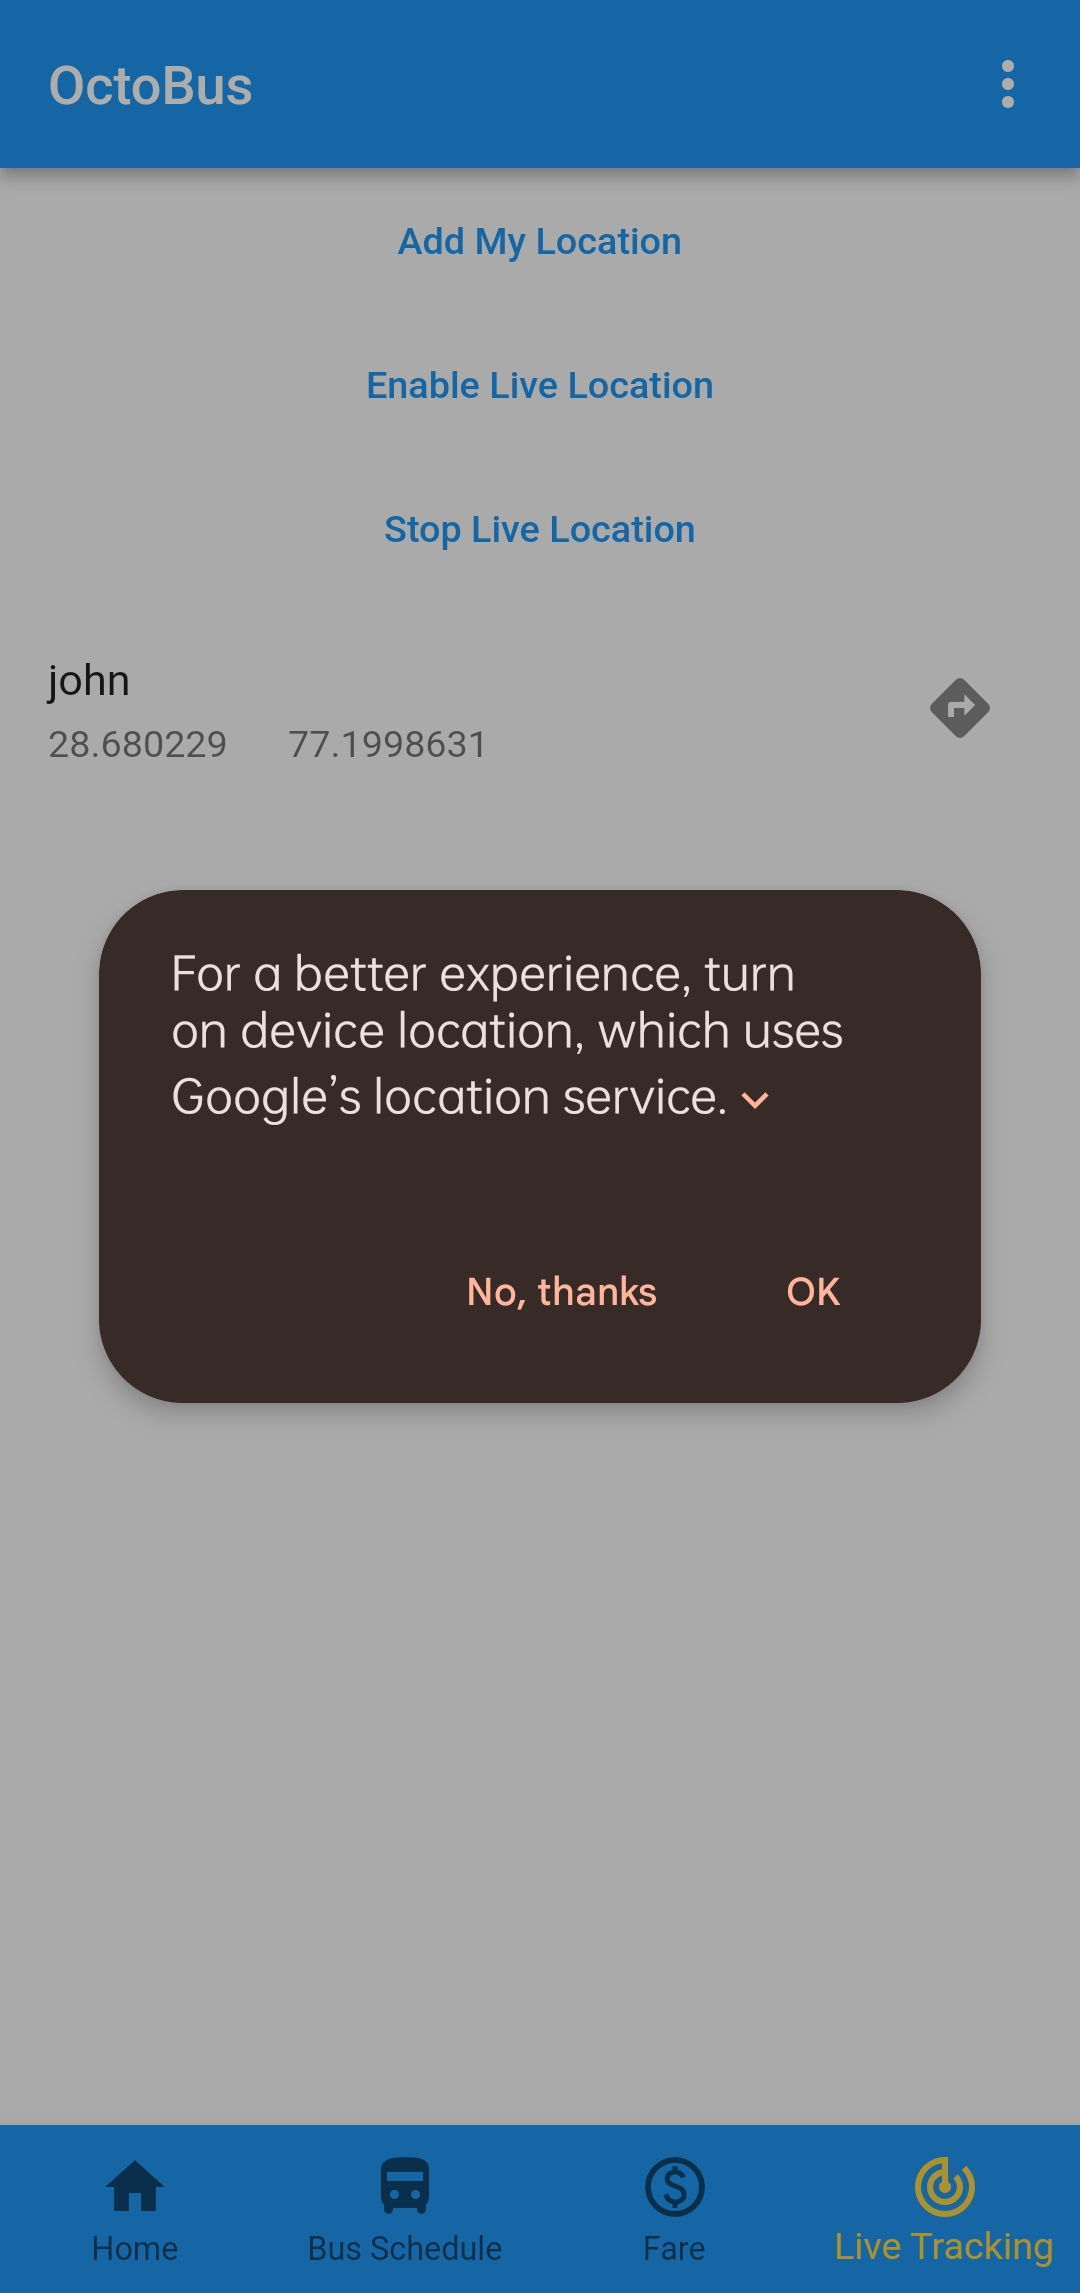 OctoBus
Add My Location
Enable Live Location
Stop Live Location
john
28.680229 77.1998631
For a better experience, turn
on device location, which uses
Google’s location service.
No, thanks OK
Home Bus Schedule Fare Live Tracking